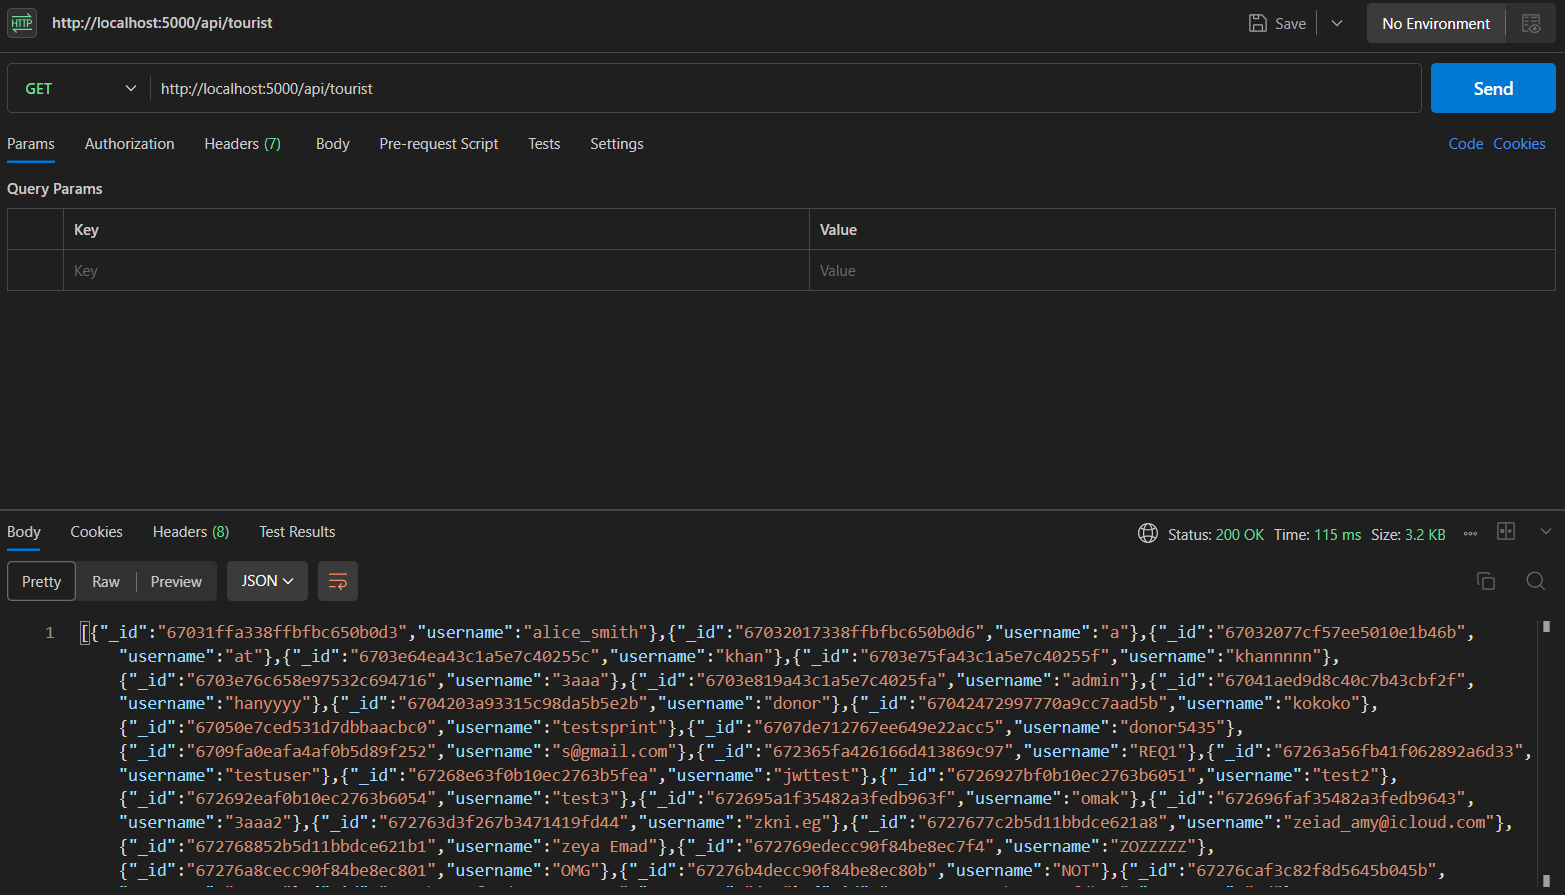 HTTP http://localhost:5000/api/tourist Save No Environment
GET http://localhost:5000/api/tourist Send
Params Authorization Headers (7) Body Pre-request Script Tests Settings Code Cookies
Query Params
Key Value
Key Value
Body Cookies Headers (8) Test Results Status: 200 OK Time: 115 ms Size: 3.2 KB
Pretty Raw Preview JSON
1 [{"_id":"67031ffa338ffbfbc650b0d3","username":"alice_smith"},{"_id":"67032017338ffbfbc650b0d6","username":"a"},{"_id":"67032077cf57ee5010e1b46b",
"username":"at"},{"_id":"6703e64ea43c1a5e7c40255c","username":"khan"},{"_id":"6703e75fa43c1a5e7c40255f","username":"khannnnn"},
{"_id":"6703e76c658e97532c694716","username":"3aaa"},{"_id":"6703e819a43c1a5e7c4025fa","username":"admin"},{"_id":"67041aed9d8c40c7b43cbf2f",
"username":"hanyyyy"},{"_id":"6704203a93315c98da5b5e2b","username":"donor"},{"_id":"67042472997770a9cc7aad5b","username":"kokoko"},
{"_id":"67050e7ced531d7dbbaacbc0","username":"testsprint"},{"_id":"6707de712767ee649e22acc5","username":"donor5435"},
{"_id":"6709fa0eafa4af0b5d89f252","username":"s@gmail.com"},{"_id":"672365fa426166d413869c97","username":"REQ1"},{"_id":"67263a56fb41f062892a6d33",
"username":"testuser"},{"_id":"67268e63f0b10ec2763b5fea","username":"jwttest"},{"_id":"6726927bf0b10ec2763b6051","username":"test2"},
{"_id":"672692eaf0b10ec2763b6054","username":"test3"},{"_id":"672695a1f35482a3fedb963f","username":"omak"},{"_id":"672696faf35482a3fedb9643",
"username":"3aaa2"},{"_id":"672763d3f267b3471419fd44","username":"zkni.eg"},{"_id":"6727677c2b5d11bbdce621a8","username":"zeiad_amy@icloud.com"},
{"_id":"672768852b5d11bbdce621b1","username":"zeya Emad"},{"_id":"672769edecc90f84be8ec7f4","username":"ZOZZZZZ"},
{"_id":"67276a8cecc90f84be8ec801","username":"OMG"},{"_id":"67276b4decc90f84be8ec80b","username":"NOT"},{"_id":"67276caf3c82f8d5645b045b",